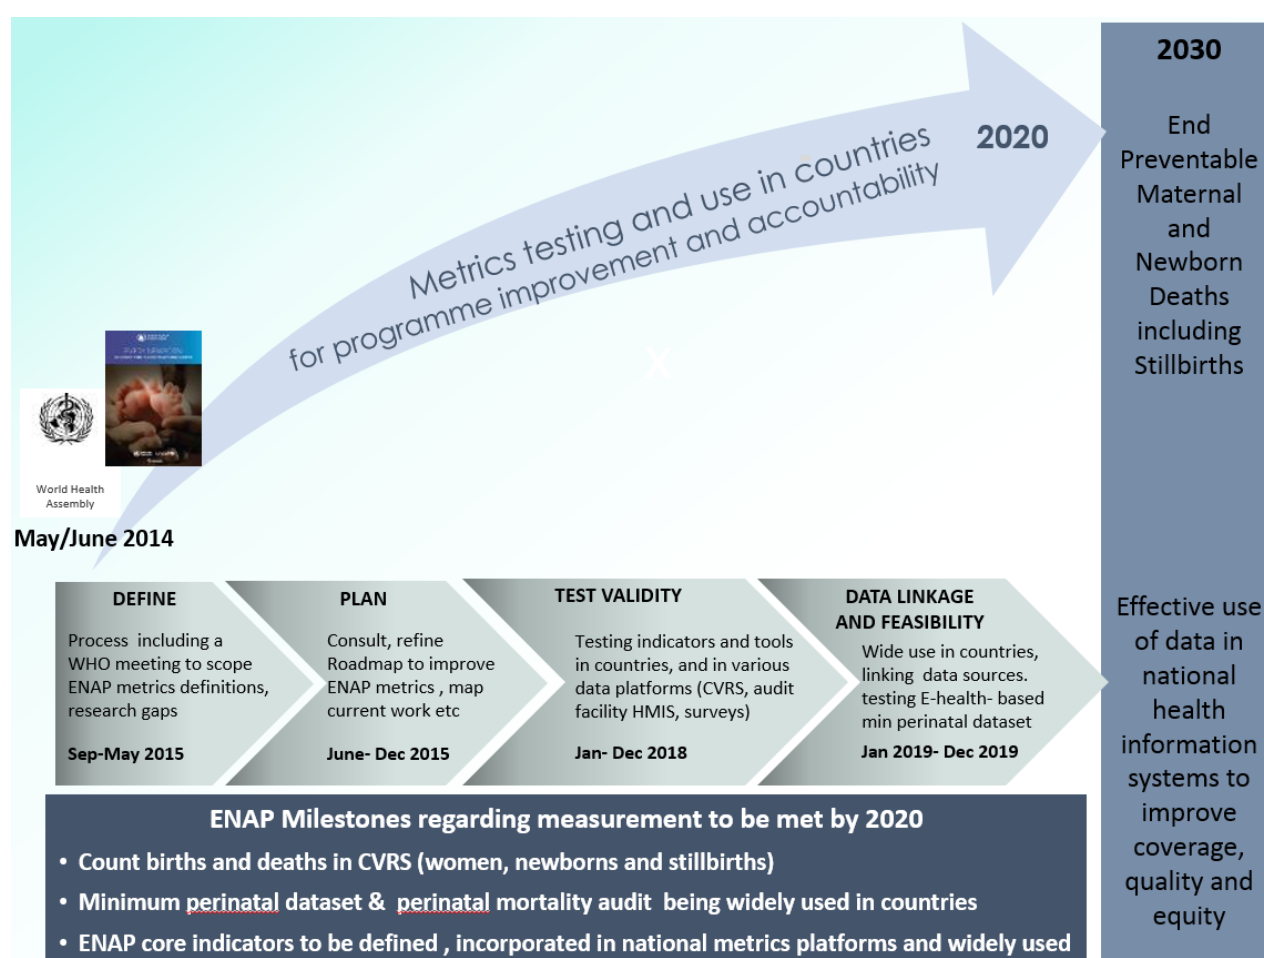 2030
End
Preventable
Maternal
and
Newborn
Deaths
including
Stillbirths
2020
Metrics testing and use in countries
for programme improvement and accountability
X
World Health
Assembly
May/June 2014
DEFINE
Process including a
WHO meeting to scope
ENAP metrics definitions,
research gaps
Sep-May 2015
PLAN
Consult, refine
Roadmap to improve
ENAP metrics , map
current work etc
June- Dec 2015
TEST VALIDITY
Testing indicators and tools
in countries, and in various
data platforms (CVRS, audit
facility HMIS, surveys)
Jan- Dec 2018
DATA LINKAGE
AND FEASIBILITY
Wide use in countries,
linking data sources.
testing E-health- based
min perinatal dataset
Jan 2019- Dec 2019
Effective use
of data in
national
health
information
systems to
improve
coverage,
quality and
equity
ENAP Milestones regarding measurement to be met by 2020
• Count births and deaths in CVRS (women, newborns and stillbirths)
• Minimum perinatal dataset & perinatal mortality audit being widely used in countries
• ENAP core indicators to be defined , incorporated in national metrics platforms and widely used